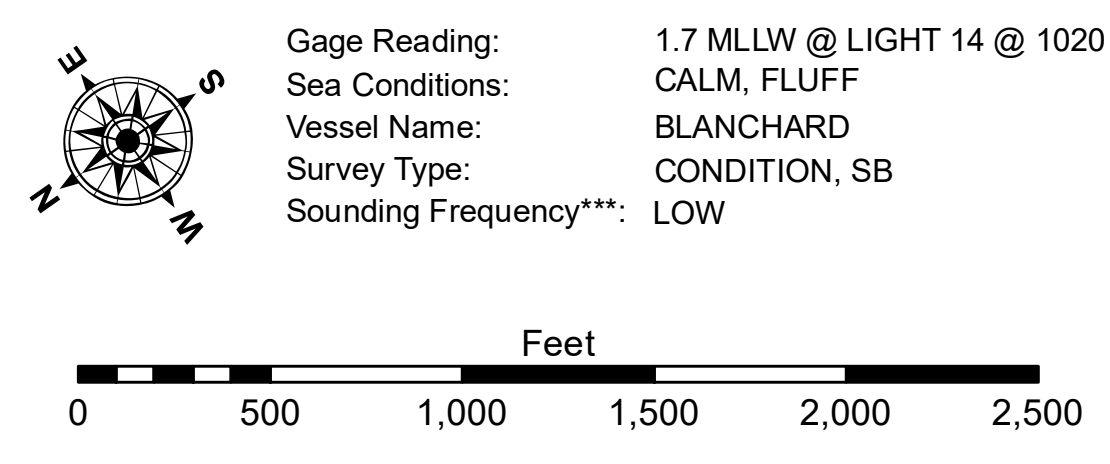 E
S
N
W
Gage Reading: 1.7 MLLW @ LIGHT 14 @ 1020
Sea Conditions: CALM, FLUFF
Vessel Name: BLANCHARD
Survey Type: CONDITION, SB
Sounding Frequency***: LOW
Feet
0 500 1,000 1,500 2,000 2,500